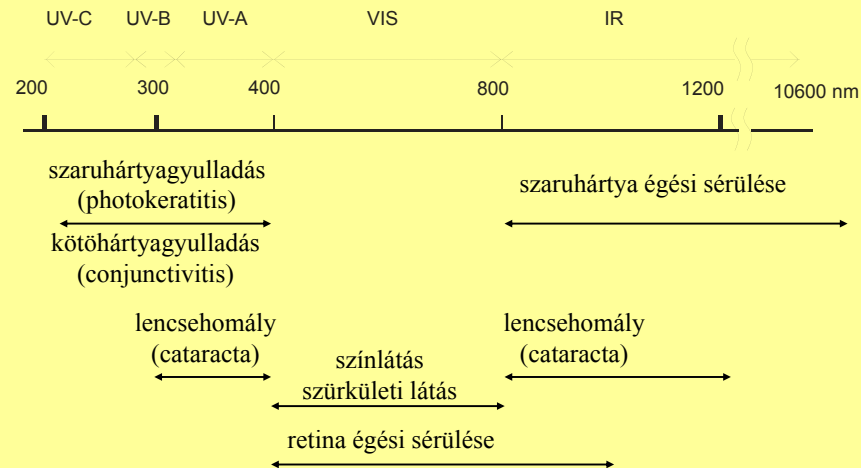 UV-C UV-B UV-A VIS IR
200 300 400 800 1200 10600 nm
szaruhártyagyulladás
(photokeratitis)
szaruhártya égési sérülése
kötöhártyagyulladás
(conjunctivitis)
lencsehomály
(cataracta)
lencsehomály
(cataracta)
színlátás
szürkületi látás
retina égési sérülése